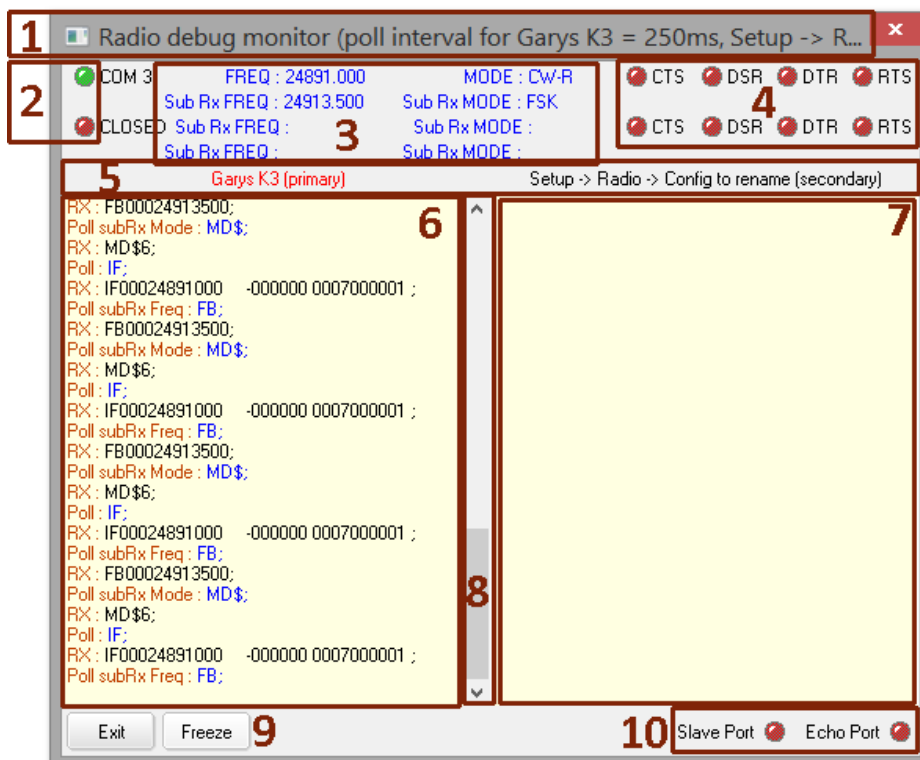 1 Radio debug monitor (poll interval for Garys K3 = 250ms, Setup -> R... x
2 COM 3 FREQ : 24891.000 MODE : CW-R CTS DSR DTR RTS
Sub Rx FREQ : 24913.500 Sub Rx MODE : FSK 4
CLOSED Sub Rx FREQ : 3 Sub Rx MODE : CTS DSR DTR RTS
Sub Rx FREQ : Sub Rx MODE :
5 Garys K3 (primary) Setup -> Radio -> Config to rename (secondary)
RX : FB00024913500; 6 7
Poll subRx Mode : MD$;
RX : MD$6;
Poll : IF;
RX : IF00024891000 -000000 0007000001 ;
Poll subRx Freq : FB;
RX : FB00024913500;
Poll subRx Mode : MD$;
RX : MD$6;
Poll : IF;
RX : IF00024891000 -000000 0007000001 ;
Poll subRx Freq : FB;
RX : FB00024913500;
Poll subRx Mode : MD$;
RX : MD$6;
Poll : IF;
RX : IF00024891000 -000000 0007000001 ;
Poll subRx Freq : FB;
RX : FB00024913500;
Poll subRx Mode : MD$; 8
RX : MD$6;
Poll : IF;
RX : IF00024891000 -000000 0007000001 ;
Poll subRx Freq : FB;
Exit Freeze 9 10 Slave Port Echo Port